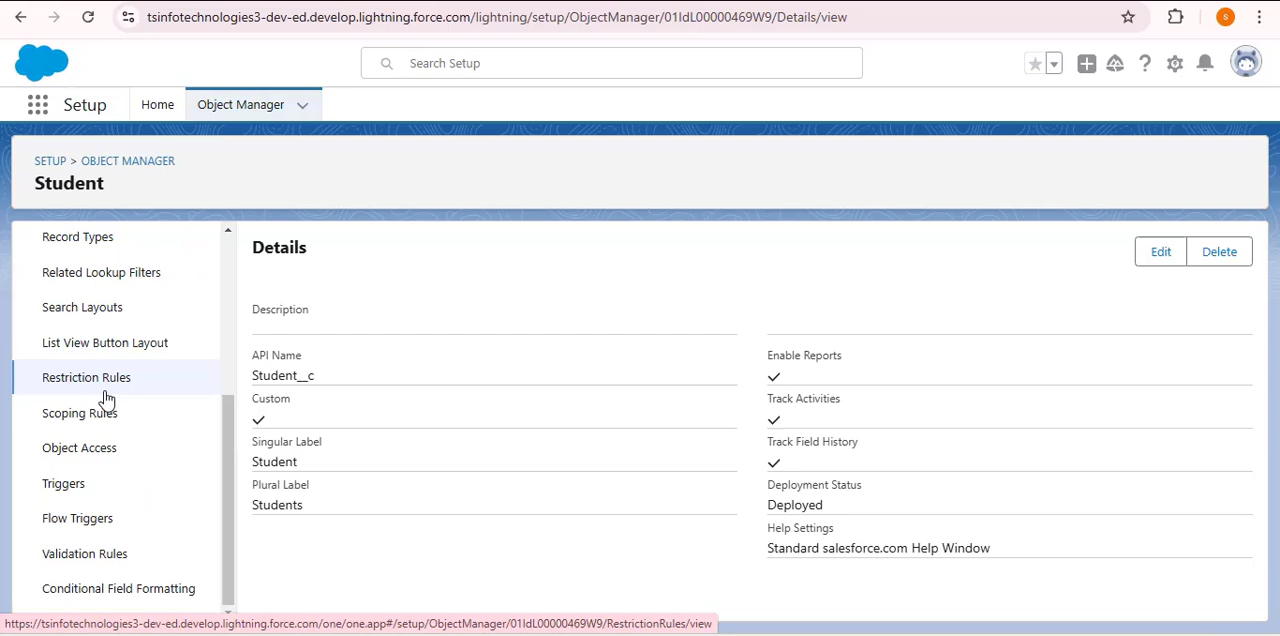 tsinfotechnologies3-dev-ed.develop.lightning.force.com/lightning/setup/ObjectManager/01IdL00000469W9/Details/view
S
Search Setup
Setup
Home
Object Manager
SETUP > OBJECT MANAGER
Student
Record Types
Related Lookup Filters
Search Layouts
List View Button Layout
Restriction Rules
Scoping Rules
Object Access
Triggers
Flow Triggers
Validation Rules
Conditional Field Formatting
Details
Edit
Delete
Description
API Name
Student__c
Custom
Singular Label
Student
Plural Label
Students
Enable Reports
Track Activities
Track Field History
Deployment Status
Deployed
Help Settings
Standard salesforce.com Help Window
https://tsinfotechnologies3-dev-ed.develop.lightning.force.com/one/one.app#/setup/ObjectManager/01IdL00000469W9/RestrictionRules/view